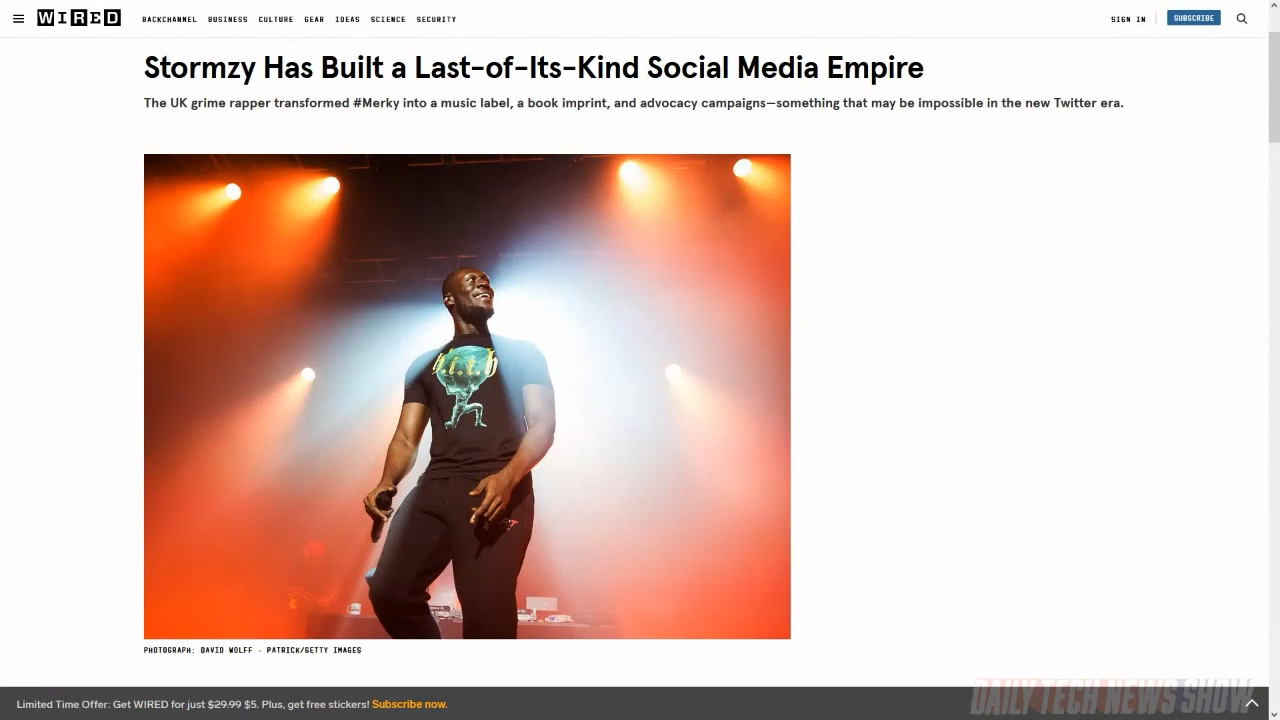 WIRED
BACKCHANNEL BUSINESS CULTURE GEAR IDEAS SCIENCE SECURITY
SIGN IN
SUBSCRIBE
Stormzy Has Built a Last-of-Its-Kind Social Media Empire
The UK grime rapper transformed #Merky into a music label, a book imprint, and advocacy campaigns—something that may be impossible in the new Twitter era.
h.i.t.h
PHOTOGRAPH: DAVID WOLFF - PATRICK/GETTY IMAGES
Limited Time Offer: Get WIRED for just $29.99 $5. Plus, get free stickers! Subscribe now.
DAILY TECH NEWS SHOW